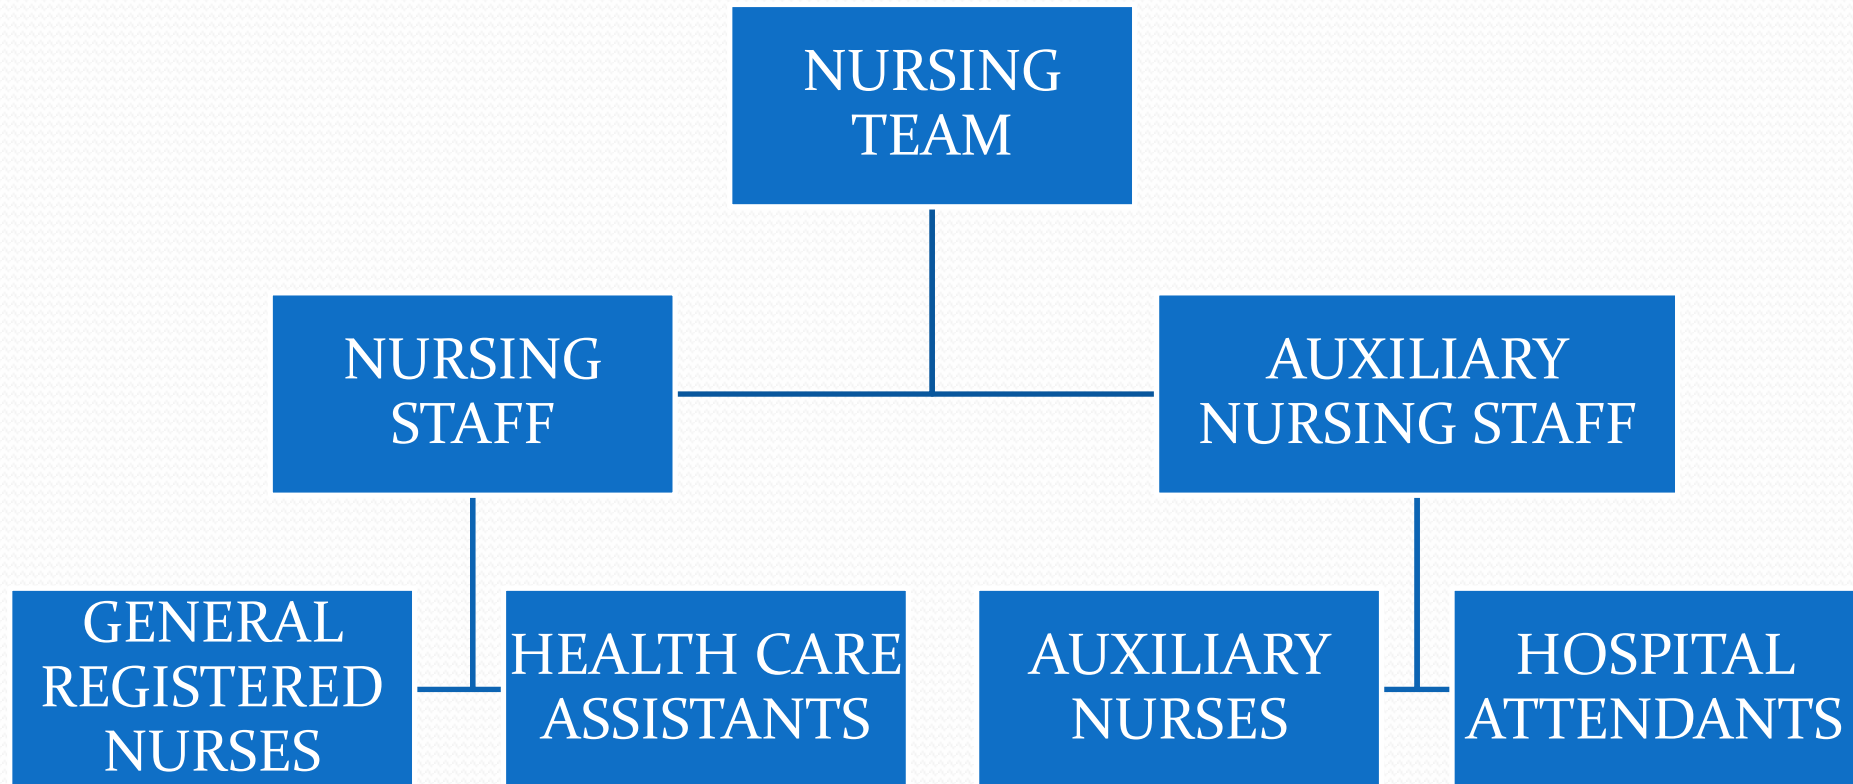 NURSING
TEAM
NURSING
STAFF
AUXILIARY
NURSING STAFF
GENERAL
REGISTERED
NURSES
HEALTH CARE
ASSISTANTS
AUXILIARY
NURSES
HOSPITAL
ATTENDANTS